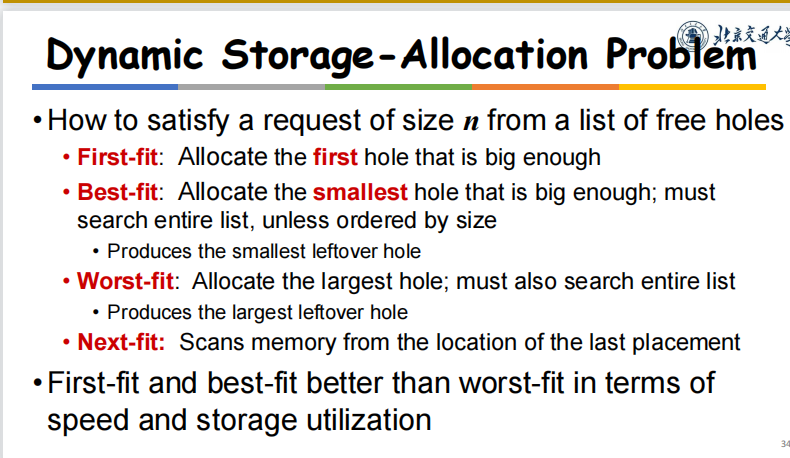 Dynamic Storage-Allocation Problem
北京交通大学
•How to satisfy a request of size n from a list of free holes
• First-fit: Allocate the first hole that is big enough
• Best-fit: Allocate the smallest hole that is big enough; must
search entire list, unless ordered by size
• Produces the smallest leftover hole
• Worst-fit: Allocate the largest hole; must also search entire list
• Produces the largest leftover hole
• Next-fit: Scans memory from the location of the last placement
•First-fit and best-fit better than worst-fit in terms of
speed and storage utilization
34